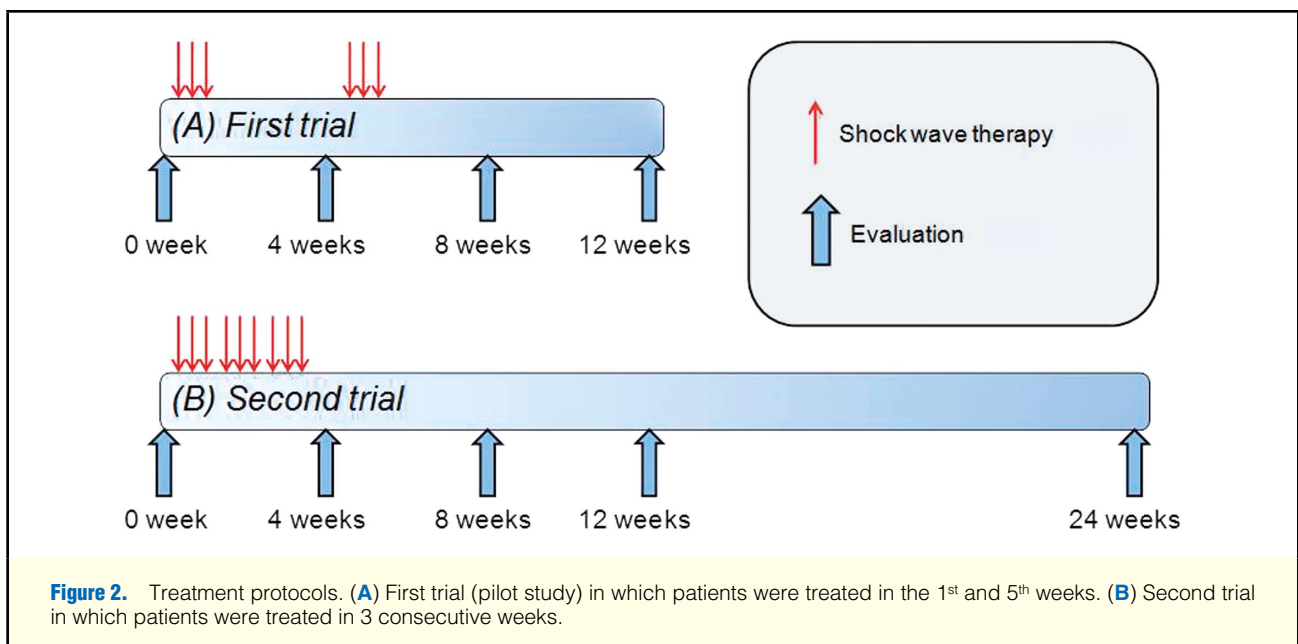 (A) First trial
0 week 4 weeks 8 weeks 12 weeks
Shock wave therapy
Evaluation
(B) Second trial
0 week 4 weeks 8 weeks 12 weeks 24 weeks
Figure 2. Treatment protocols. (A) First trial (pilot study) in which patients were treated in the 1st and 5th weeks. (B) Second trial
in which patients were treated in 3 consecutive weeks.